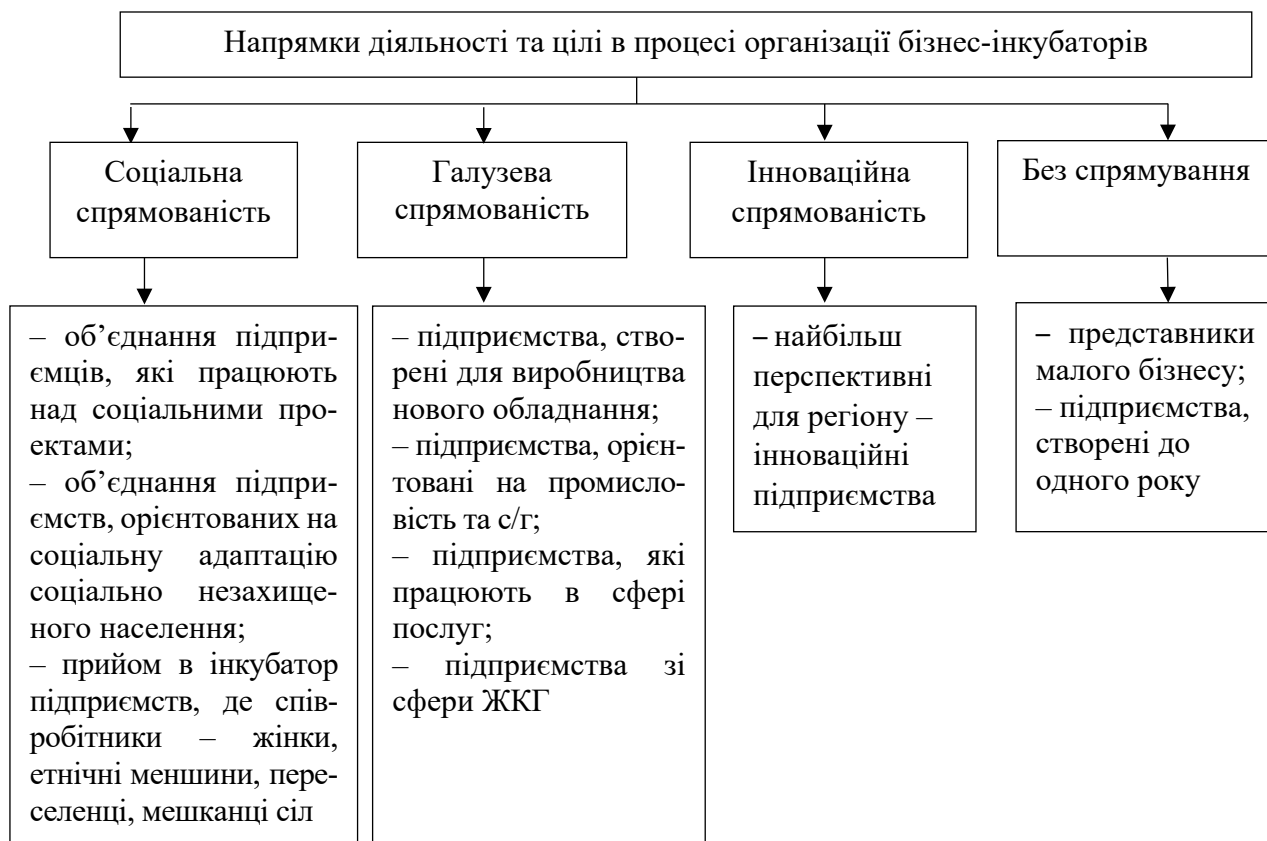 Напрямки діяльності та цілі в процесі організації бізнес-інкубаторів
Соціальна
спрямованість
Галузева
спрямованість
Інноваційна
спрямованість
Без спрямування
– об’єднання підпри-
ємців, які працюють
над соціальними про-
ектами;
– об’єднання підпри-
ємств, орієнтованих на
соціальну адаптацію
соціально незахище-
ного населення;
– прийом в інкубатор
підприємств, де спів-
робітники – жінки,
етнічні меншини, пере-
селенці, мешканці сіл
– підприємства, ство-
рені для виробництва
нового обладнання;
– підприємства, орієн-
товані на промисло-
вість та с/г;
– підприємства, які
працюють в сфері
послуг;
– підприємства зі
сфери ЖКГ
– найбільш
перспективні
для регіону –
інноваційні
підприємства
– представники
малого бізнесу;
– підприємства,
створені до
одного року